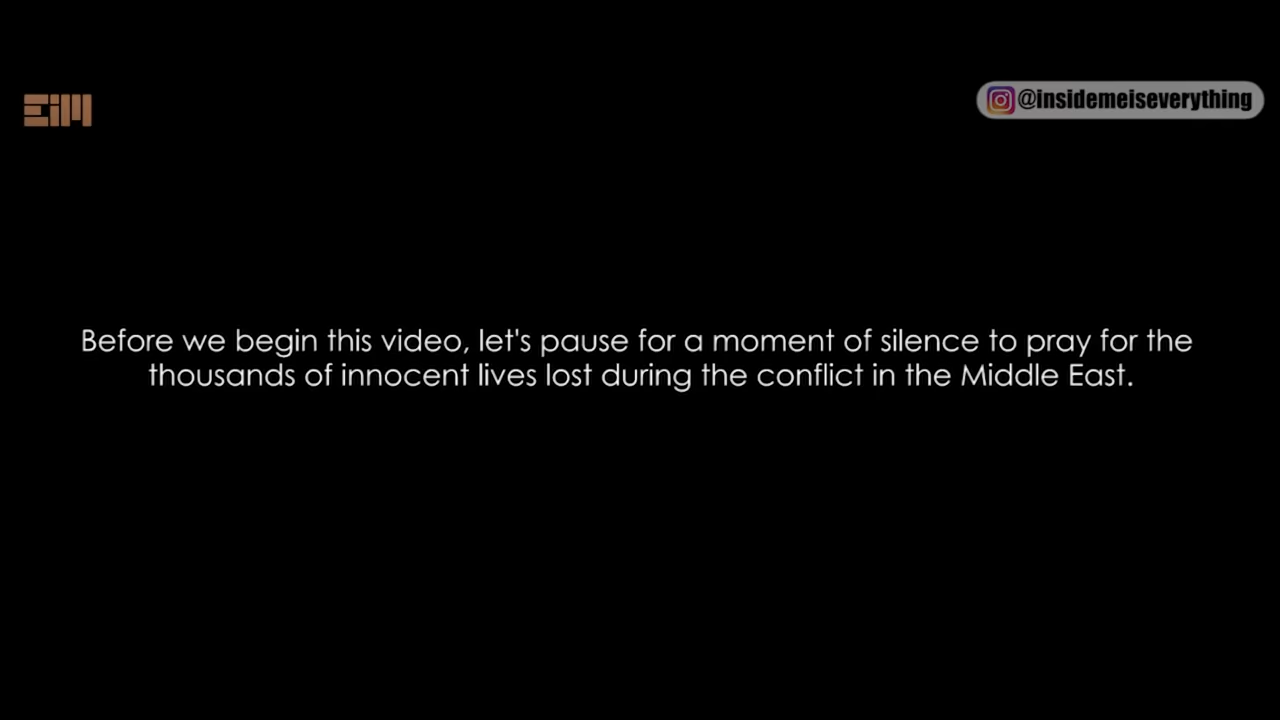 EiM
@insidemeiseverything
Before we begin this video, let's pause for a moment of silence to pray for the
thousands of innocent lives lost during the conflict in the Middle East.